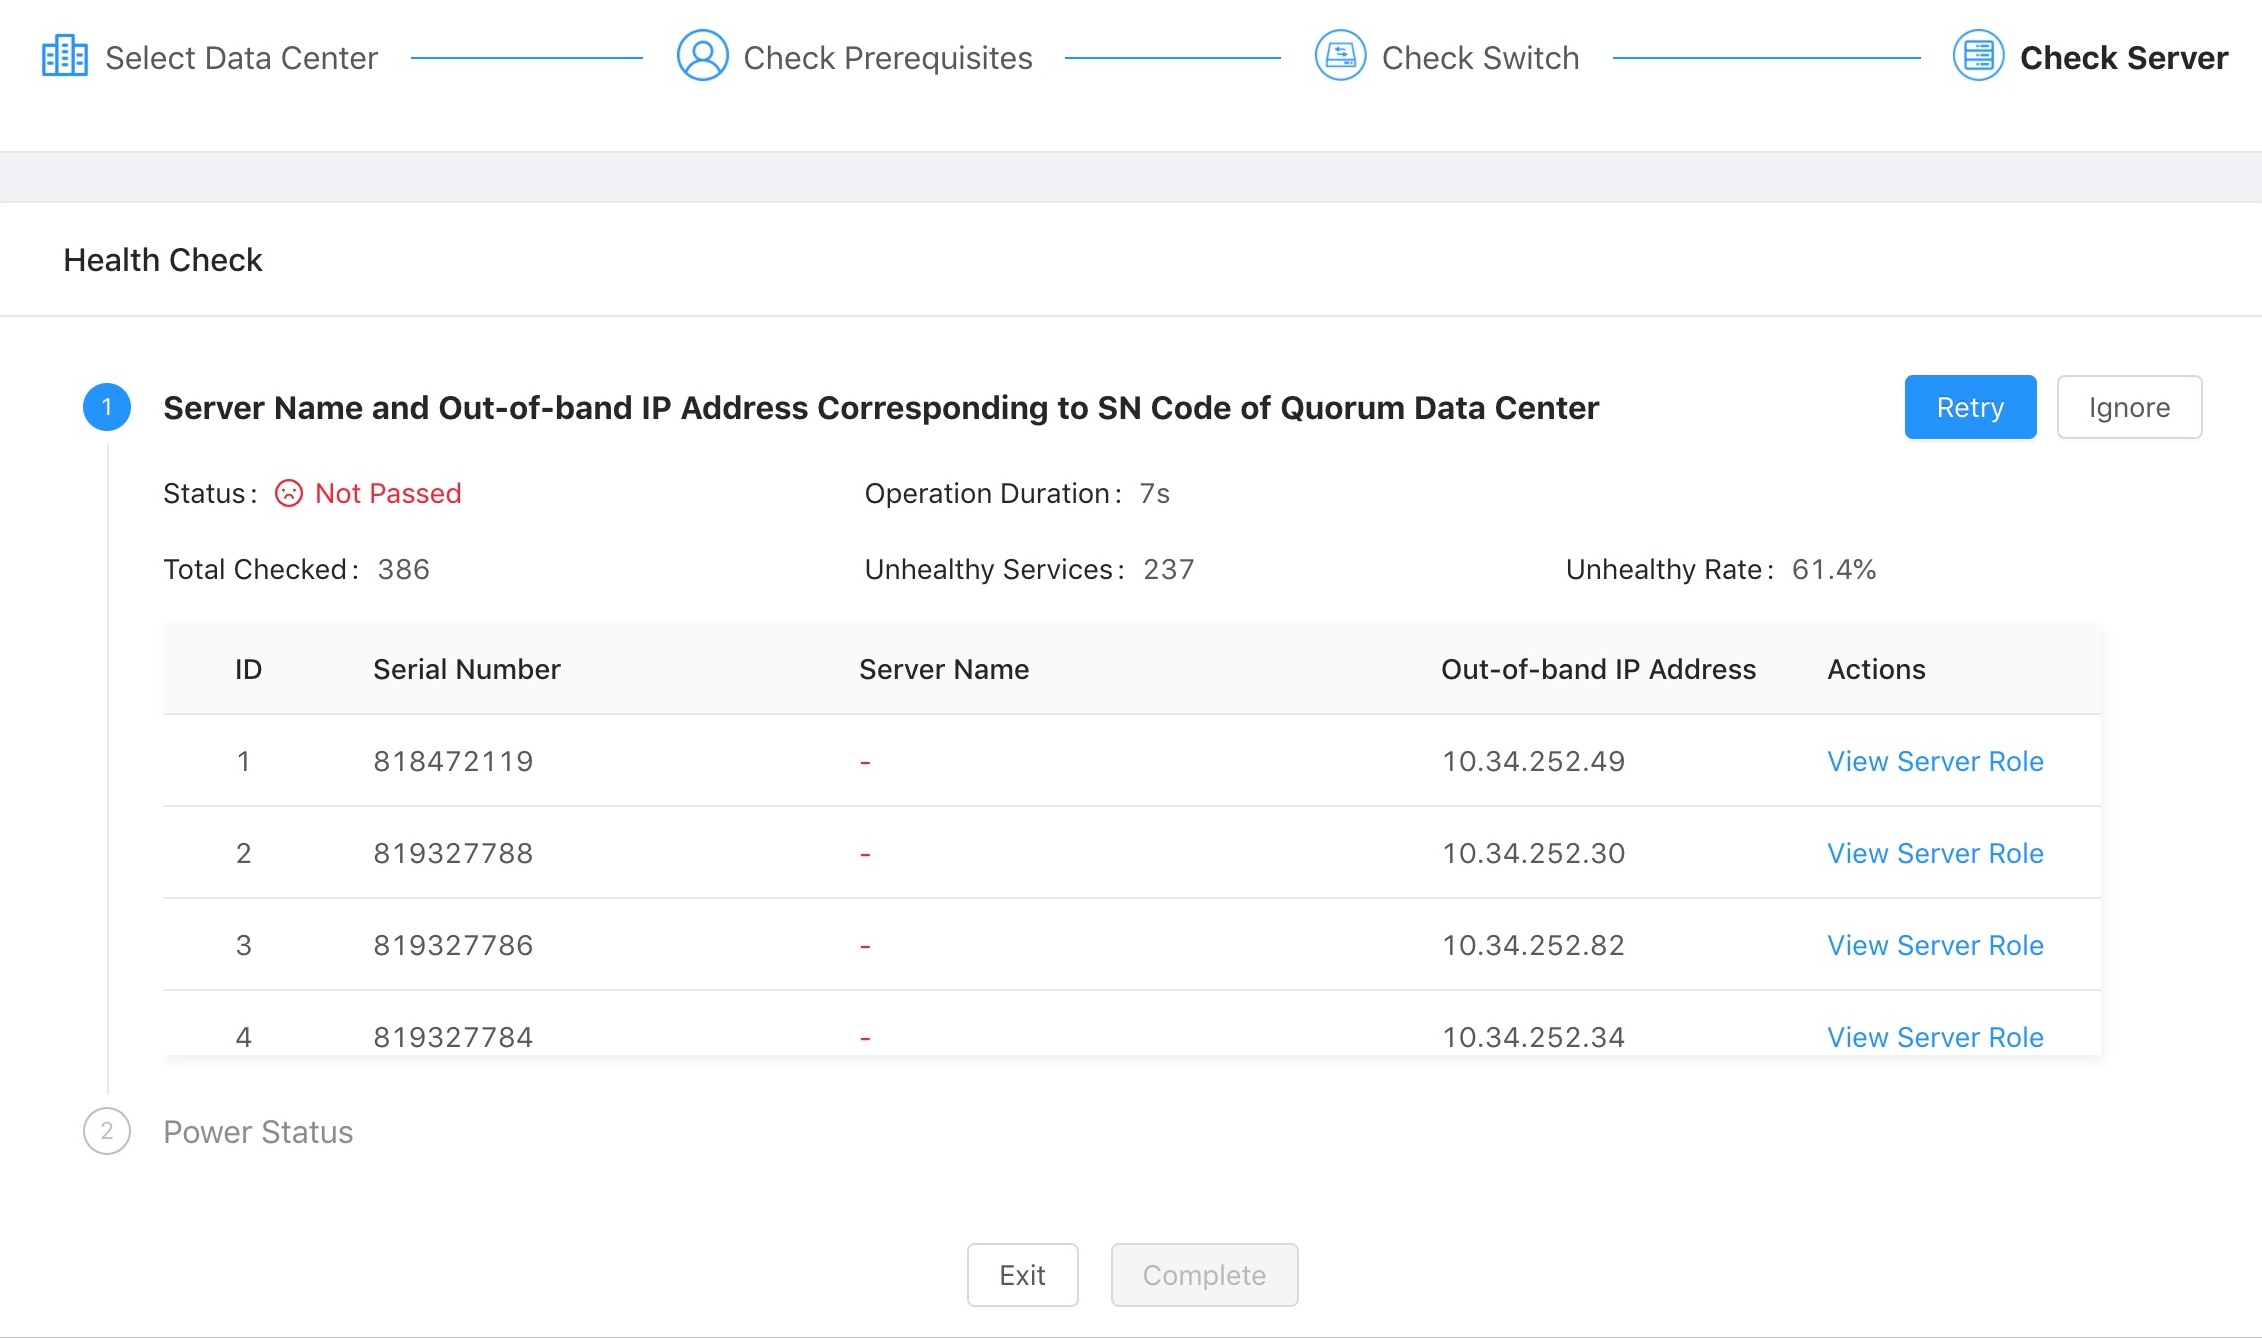 Select Data Center Check Prerequisites Check Switch Check Server
Health Check
1 Server Name and Out-of-band IP Address Corresponding to SN Code of Quorum Data Center Retry Ignore
Status: Not Passed Operation Duration: 7s
Total Checked: 386 Unhealthy Services: 237 Unhealthy Rate: 61.4%
ID Serial Number Server Name Out-of-band IP Address Actions
1 818472119 - 10.34.252.49 View Server Role
2 819327788 - 10.34.252.30 View Server Role
3 819327786 - 10.34.252.82 View Server Role
4 819327784 - 10.34.252.34 View Server Role
2 Power Status
Exit Complete